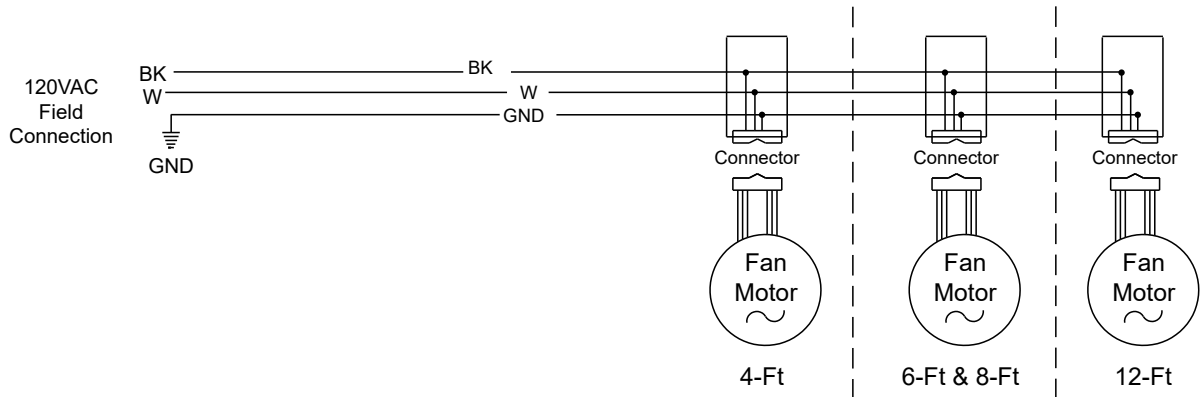 120VAC
Field
Connection
BK
W
GND
BK
W
GND
Connector
Connector
Connector
Fan
Motor
Fan
Motor
Fan
Motor
4-Ft
6-Ft & 8-Ft
12-Ft